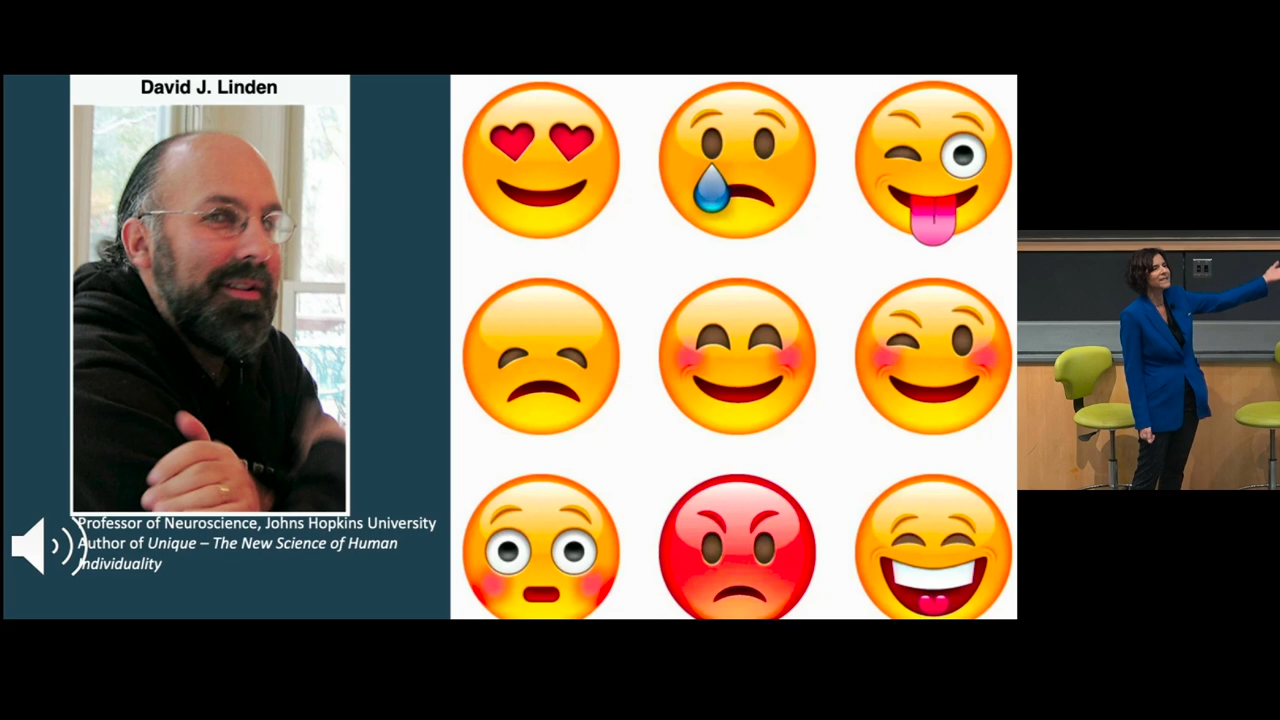 David J. Linden
Professor of Neuroscience, Johns Hopkins University
Author of Unique – The New Science of Human
Individuality